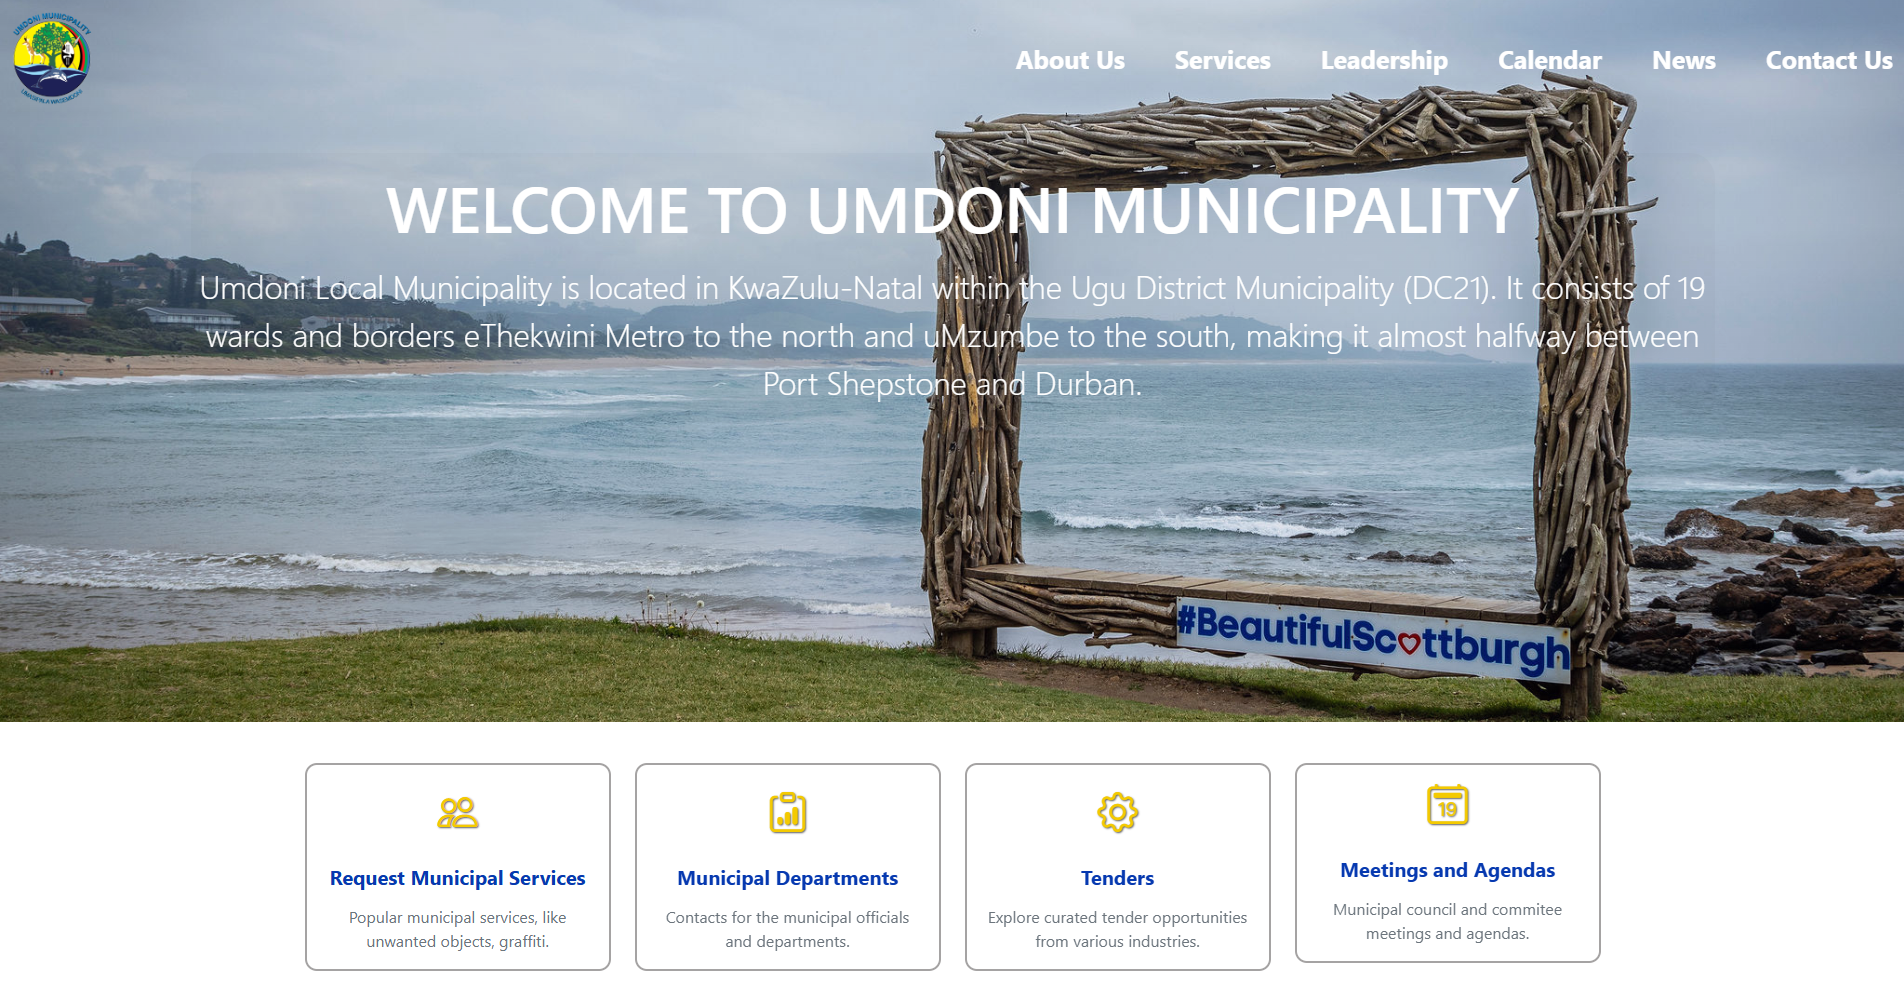 UMDONI MUNICIPALITY
UMASIPALA WASEMDONI
About Us Services Leadership Calendar News Contact Us
WELCOME TO UMDONI MUNICIPALITY
Umdoni Local Municipality is located in KwaZulu-Natal within the Ugu District Municipality (DC21). It consists of 19
wards and borders eThekwini Metro to the north and uMzumbe to the south, making it almost halfway between
Port Shepstone and Durban.
#BeautifulScottburgh
19
Request Municipal Services
Popular municipal services, like
unwanted objects, graffiti.
Municipal Departments
Contacts for the municipal officials
and departments.
Tenders
Explore curated tender opportunities
from various industries.
Meetings and Agendas
Municipal council and commitee
meetings and agendas.